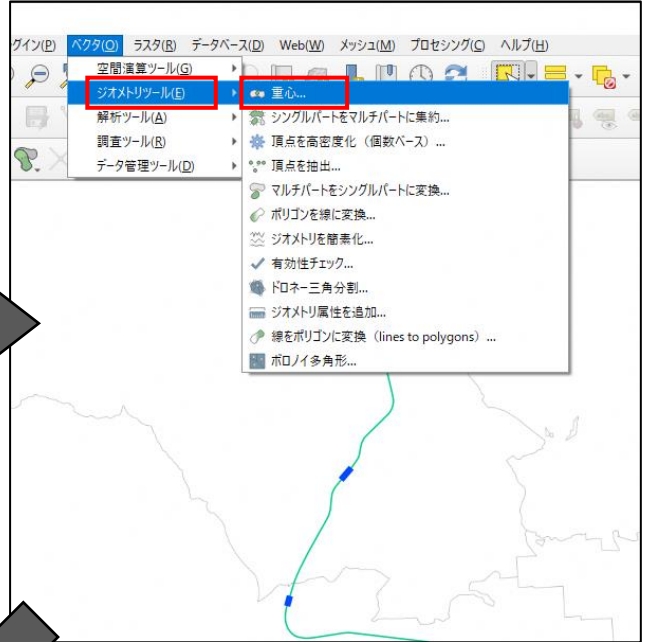 グイン(P) ベクタ(O) ラスタ(R) データベース(D) Web(W) メッシュ(M) プロセシング(C) ヘルプ(H)
空間演算ツール(G)
ジオメトリツール(E)
解析ツール(A)
調査ツール(R)
データ管理ツール(D)
重心...
シングルパートをマルチパートに集約...
頂点を高密度化（個数ベース）...
頂点を抽出...
マルチパートをシングルパートに変換...
ポリゴンを線に変換...
ジオメトリを簡素化...
有効性チェック...
ドロネー三角分割...
ジオメトリ属性を追加...
線をポリゴンに変換（lines to polygons）...
ボロノイ多角形...